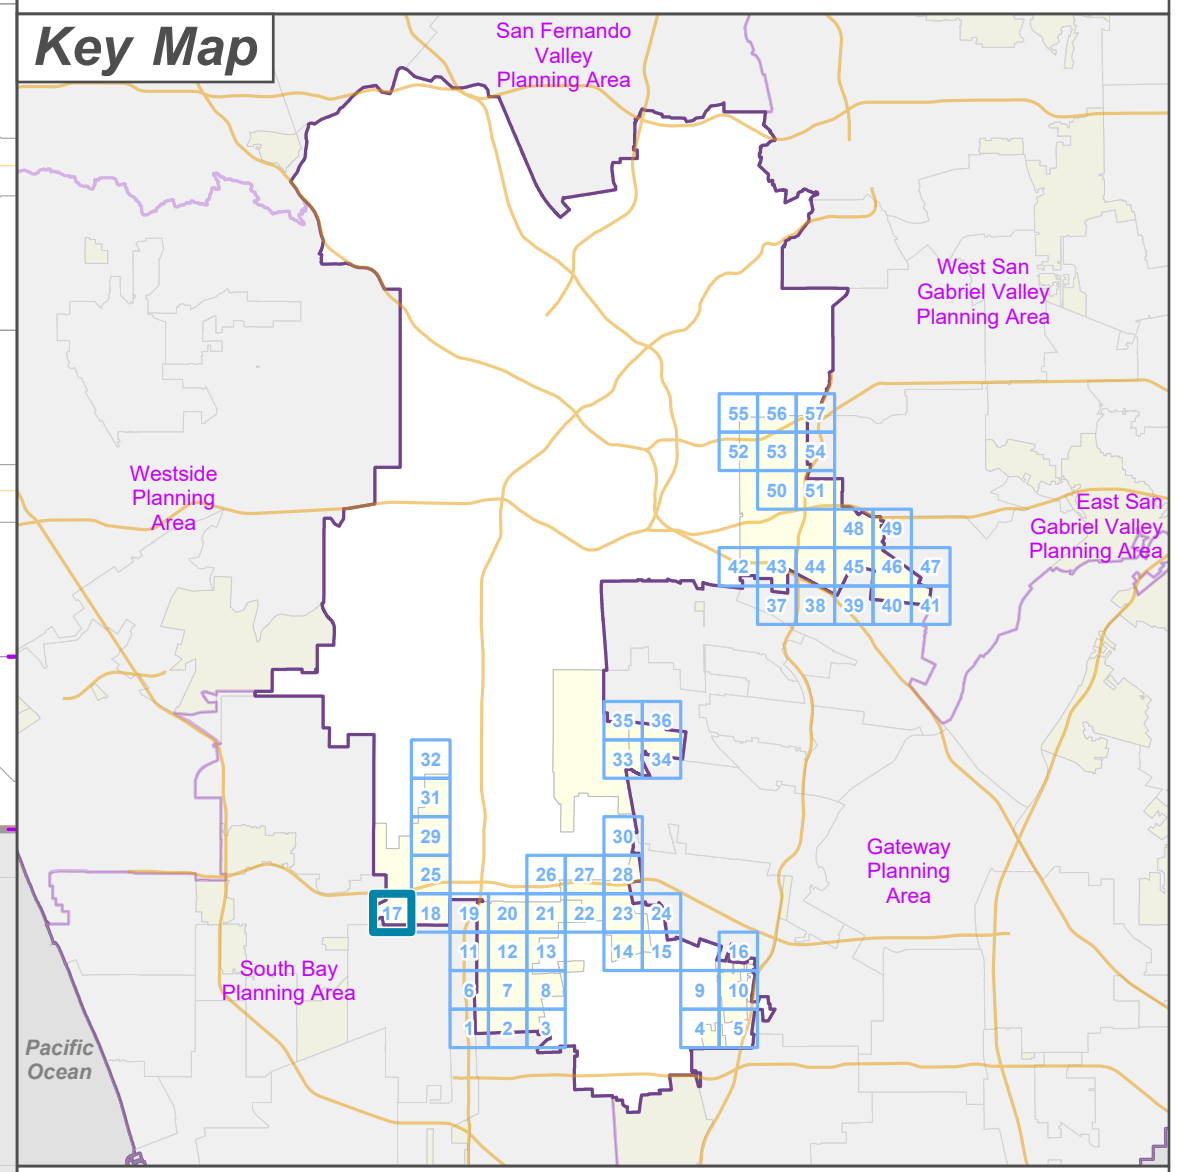 Key Map
San Fernando
Valley
Planning Area
West San
Gabriel Valley
Planning Area
Westside
Planning
Area
East San
Gabriel Valley
Planning Area
55 56 57
52 53 54
50 51
48 49
42 43 44 45 46 47
37 38 39 40 41
35 36
33 34
32
31
29
30
25
26 27 28
17 18 19 20 21 22 23 24
11 12 13
14 15
16
6 7 8
9 10
1 2 3
4 5
Gateway
Planning
Area
South Bay
Planning Area
Pacific
Ocean